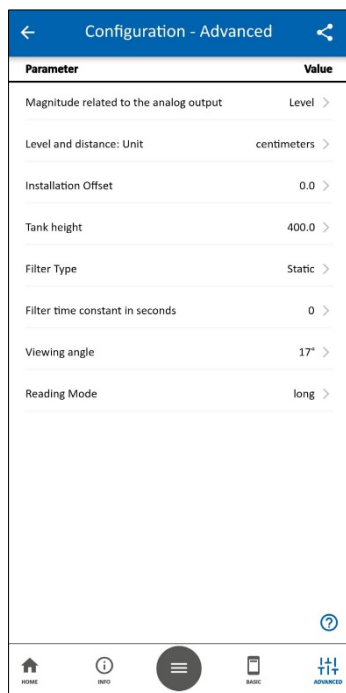 Configuration - Advanced
Parameter Value
Magnitude related to the analog output Level
Level and distance: Unit centimeters
Installation Offset 0.0
Tank height 400.0
Filter Type Static
Filter time constant in seconds 0
Viewing angle 17°
Reading Mode long
HOME INFO BASIC ADVANCED